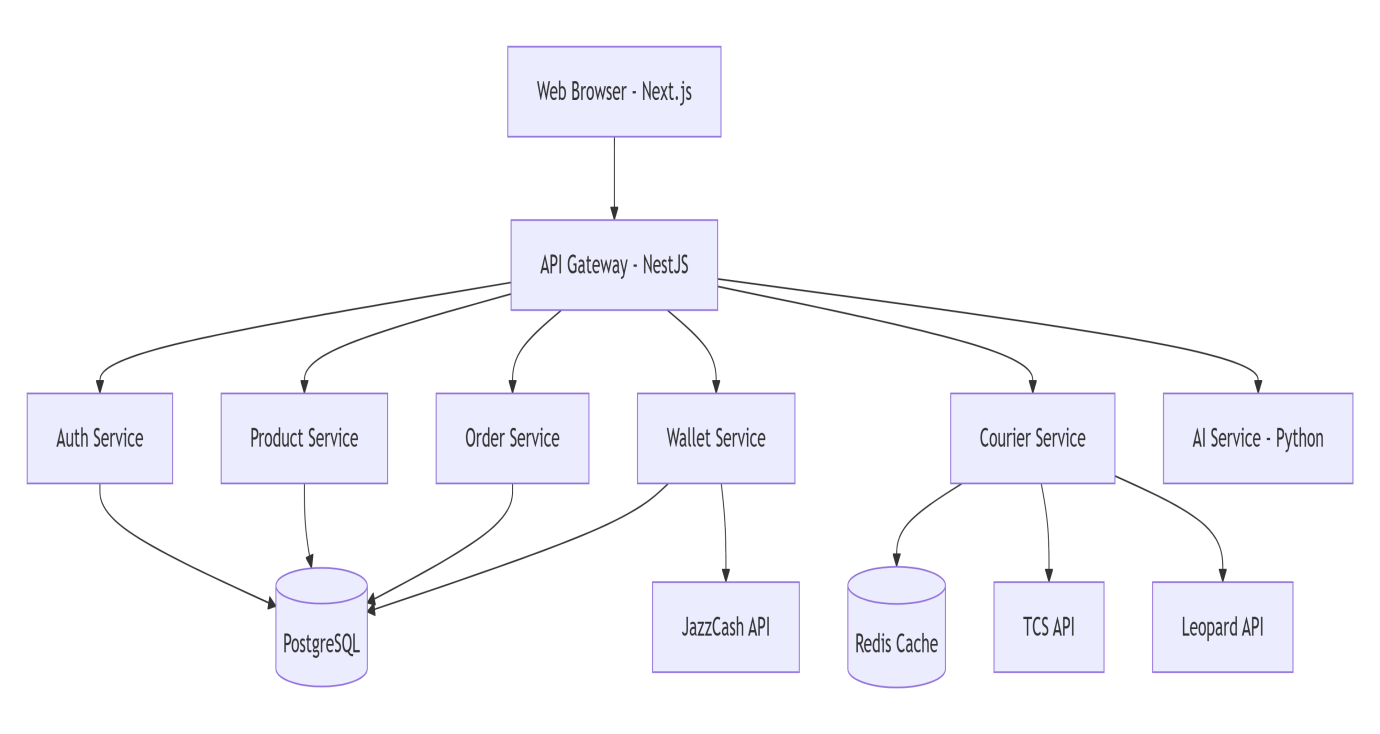 Web Browser - Next.js
API Gateway - NestJS
Auth Service
Product Service
Order Service
Wallet Service
Courier Service
AI Service - Python
PostgreSQL
JazzCash API
Redis Cache
TCS API
Leopard API